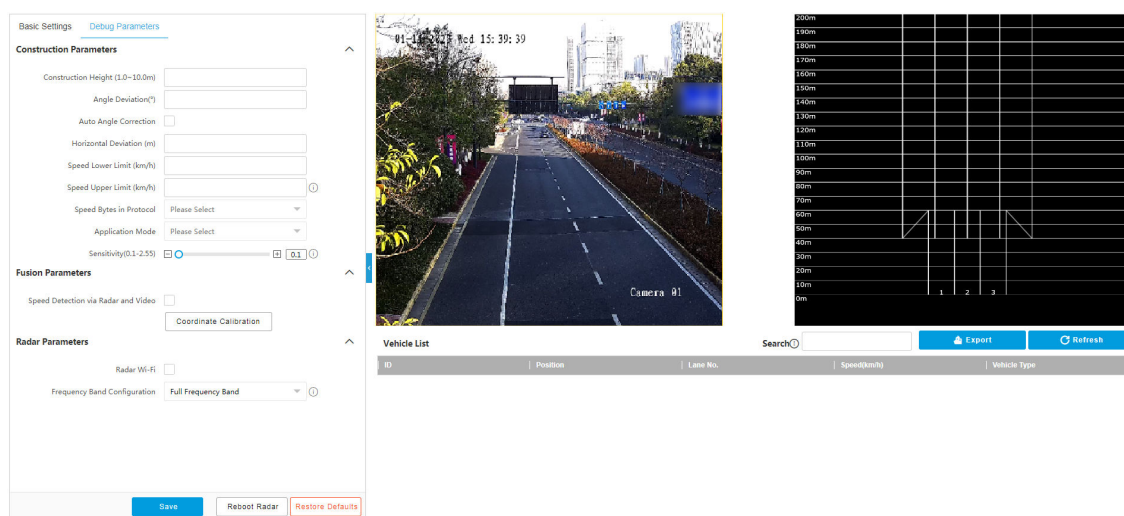 Basic Settings Debug Parameters
Construction Parameters
Construction Height (1.0~10.0m)
Angle Deviation(°)
Auto Angle Correction
Horizontal Deviation (m)
Speed Lower Limit (km/h)
Speed Upper Limit (km/h)
Speed Bytes in Protocol Please Select
Application Mode Please Select
Sensitivity(0.1-2.55) 0.1
Fusion Parameters
Speed Detection via Radar and Video
Coordinate Calibration
Radar Parameters
Radar Wi-Fi
Frequency Band Configuration Full Frequency Band
Save Reboot Radar Restore Defaults
Wed 15:39:39
Camera 01
200m
190m
180m
170m
160m
150m
140m
130m
120m
110m
100m
90m
80m
70m
60m
50m
40m
30m
20m
10m
0m
1 2 3
Vehicle List Search Export Refresh
ID Position Lane No. Speed(km/h) Vehicle Type